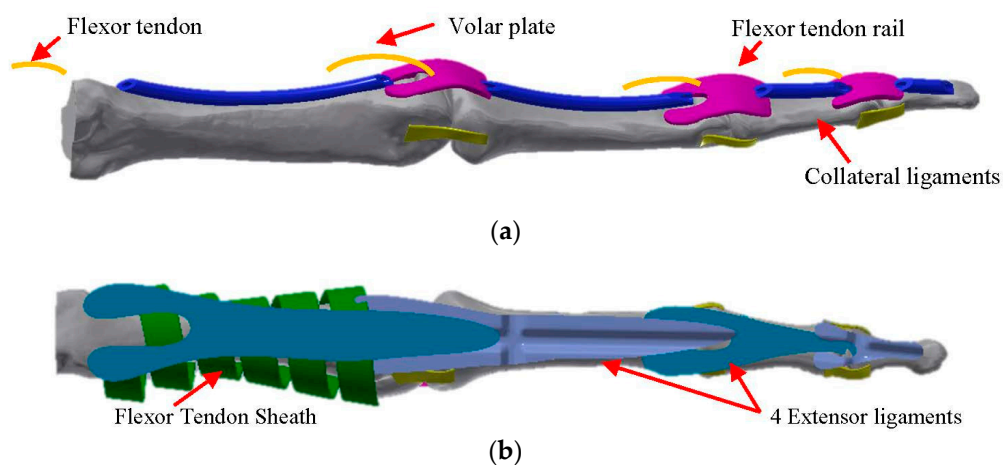 Flexor tendon
Volar plate
Flexor tendon rail
Collateral ligaments
(a)
Flexor Tendon Sheath
4 Extensor ligaments
(b)